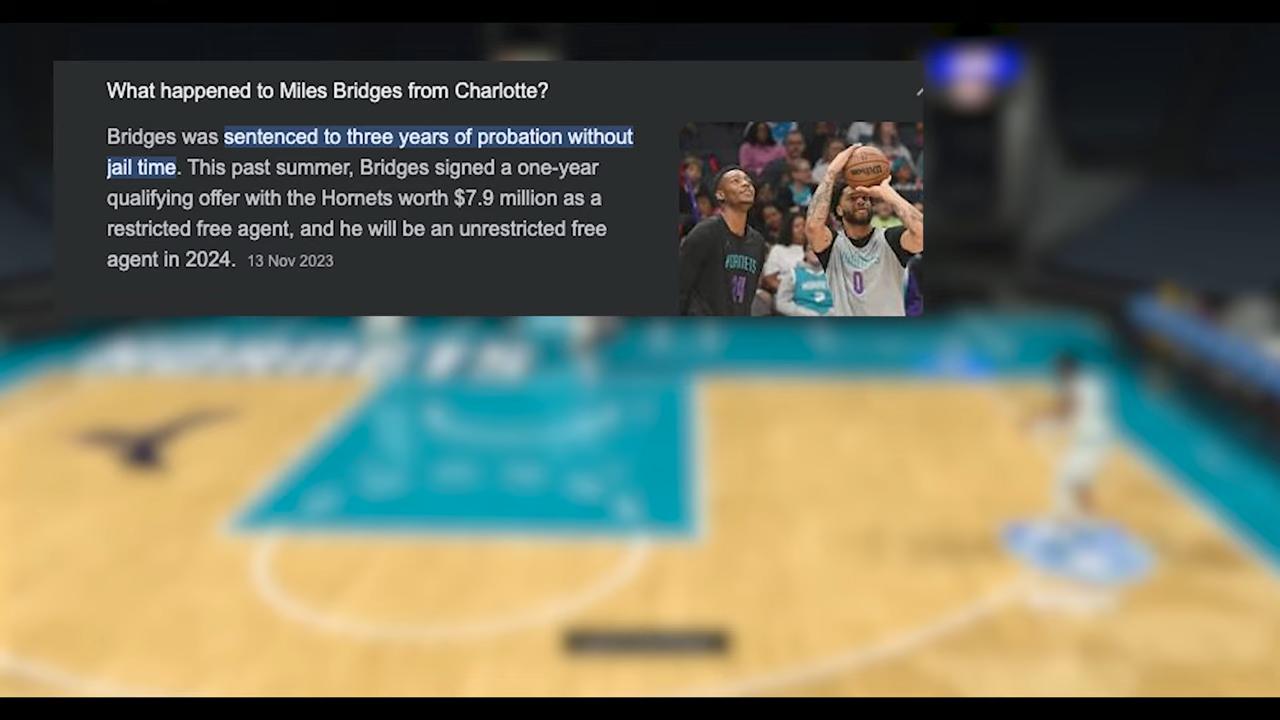 What happened to Miles Bridges from Charlotte?
Bridges was sentenced to three years of probation without
jail time. This past summer, Bridges signed a one-year
qualifying offer with the Hornets worth $7.9 million as a
restricted free agent, and he will be an unrestricted free
agent in 2024. 13 Nov 2023
HORNETS
0